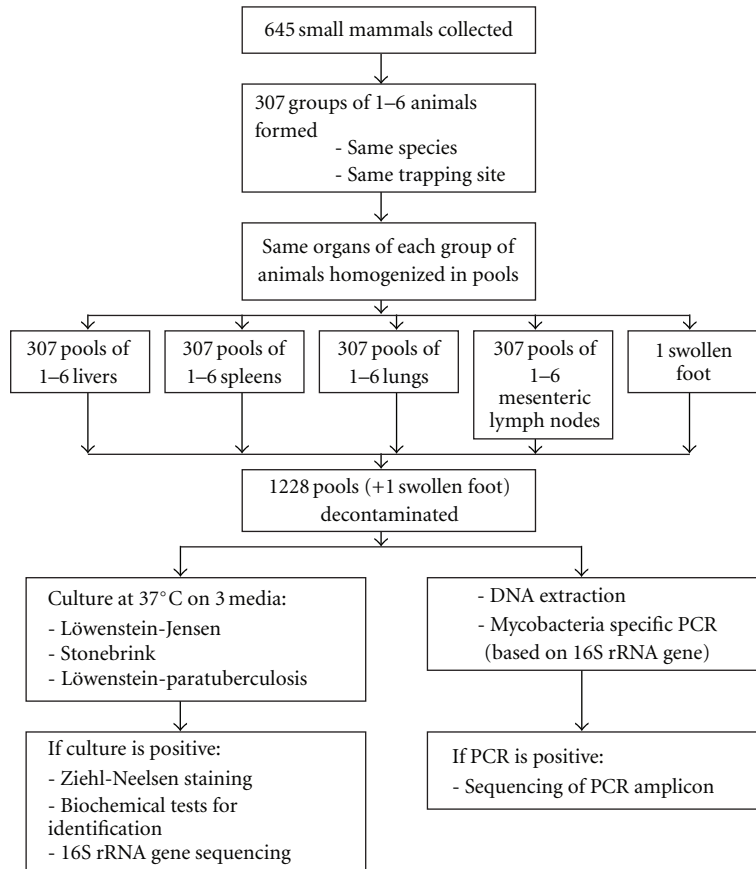 645 small mammals collected
307 groups of 1–6 animals
formed
- Same species
- Same trapping site
Same organs of each group of
animals homogenized in pools
307 pools of
1–6 livers
307 pools of
1–6 spleens
307 pools of
1–6 lungs
307 pools of
1–6
mesenteric
lymph nodes
1 swollen
foot
1228 pools (+1 swollen foot)
decontaminated
Culture at 37°C on 3 media:
- Löwenstein-Jensen
- Stonebrink
- Löwenstein-paratuberculosis
- DNA extraction
- Mycobacteria specific PCR
(based on 16S rRNA gene)
If culture is positive:
- Ziehl-Neelsen staining
- Biochemical tests for
identification
- 16S rRNA gene sequencing
If PCR is positive:
- Sequencing of PCR amplicon